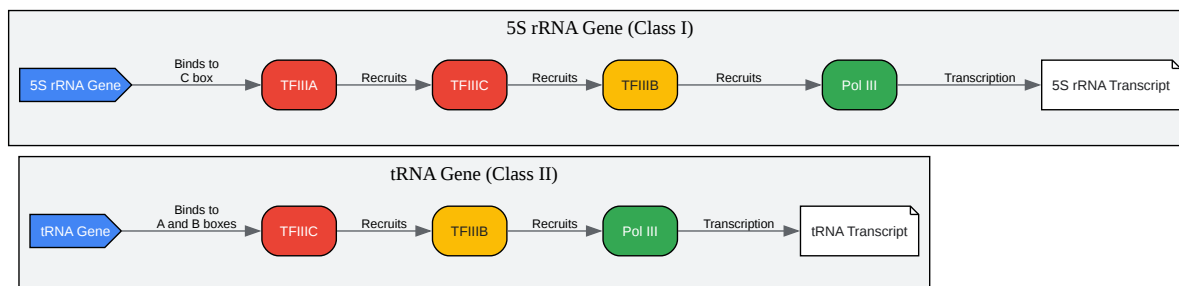 5S rRNA Gene (Class I)
5S rRNA Gene
Binds to
C box
TFIIIA
Recruits
TFIIIC
Recruits
TFIIIB
Recruits
Pol III
Transcription
5S rRNA Transcript
tRNA Gene (Class II)
tRNA Gene
Binds to
A and B boxes
TFIIIC
Recruits
TFIIIB
Recruits
Pol III
Transcription
tRNA Transcript